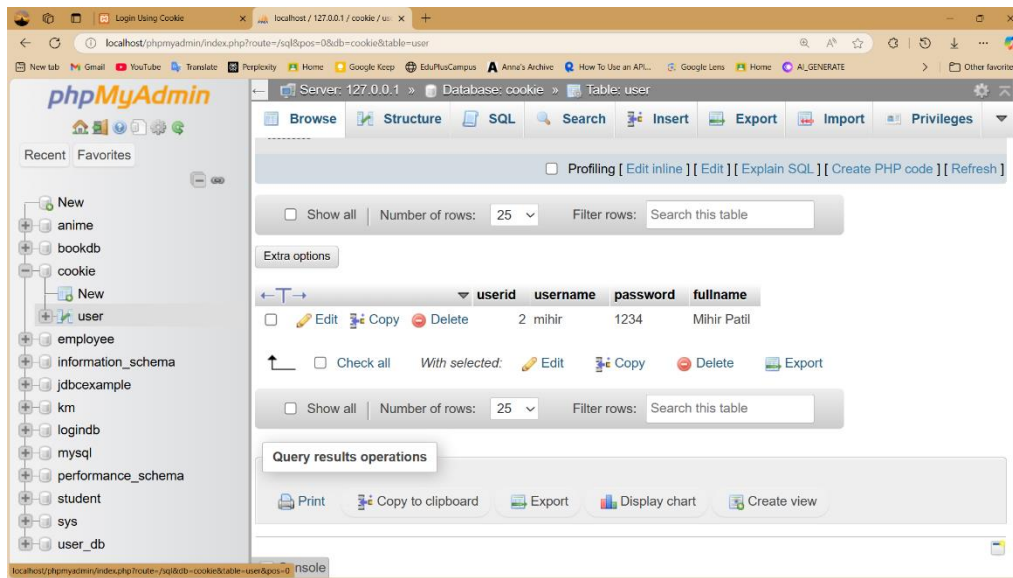 Login Using Cookie
localhost / 127.0.0.1 / cookie / us
localhost/phpmyadmin/index.php?route=/sql&pos=0&db=cookie&table=user
New tab Gmail YouTube Translate Perplexity Home Google Keep EduPlusCampus Anna's Archive How To Use an API... Google Lens Home AI_GENERATE Other favorite
phpMyAdmin
Recent Favorites
New
anime
bookdb
cookie
New
user
employee
information_schema
jdbcexample
km
logindb
mysql
performance_schema
student
sys
user_db
localhost/phpmyadmin/index.php?route=/sql&db=cookie&table=user&pos=0
Server: 127.0.0.1 » Database: cookie » Table: user
Browse Structure SQL Search Insert Export Import Privileges
Profiling [ Edit inline ] [ Edit ] [ Explain SQL ] [ Create PHP code ] [ Refresh ]
Show all Number of rows: 25 Filter rows: Search this table
Extra options
userid username password fullname
Edit Copy Delete 2 mihir 1234 Mihir Patil
Check all With selected: Edit Copy Delete Export
Show all Number of rows: 25 Filter rows: Search this table
Query results operations
Print Copy to clipboard Export Display chart Create view
nsole